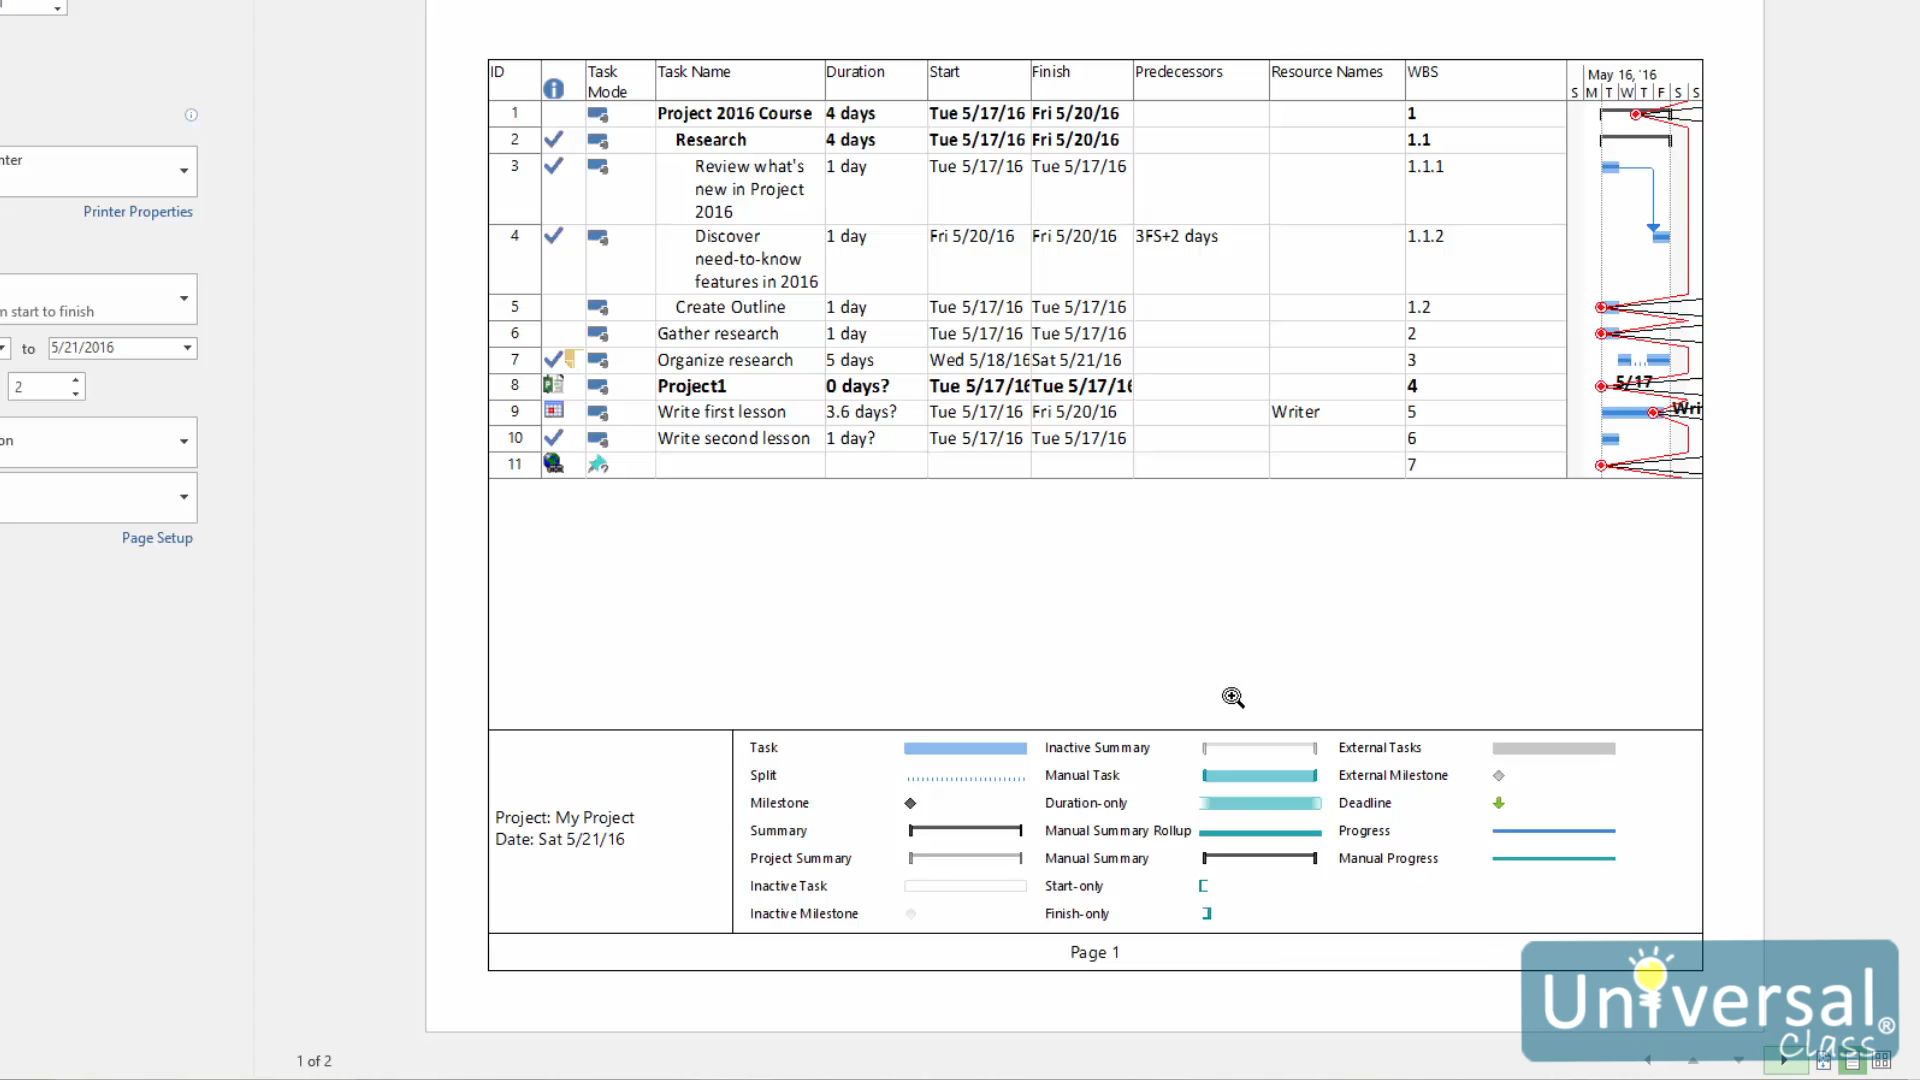 nter
Printer Properties
n start to finish
to 5/21/2016
2
on
Page Setup
ID Task Mode Task Name Duration Start Finish Predecessors Resource Names WBS May 16, '16
S M T W T F S S
1 Project 2016 Course 4 days Tue 5/17/16 Fri 5/20/16 1
2 Research 4 days Tue 5/17/16 Fri 5/20/16 1.1
3 Review what's 1 day Tue 5/17/16 Tue 5/17/16 1.1.1
new in Project
2016
4 Discover 1 day Fri 5/20/16 Fri 5/20/16 3FS+2 days 1.1.2
need-to-know
features in 2016
5 Create Outline 1 day Tue 5/17/16 Tue 5/17/16 1.2
6 Gather research 1 day Tue 5/17/16 Tue 5/17/16 2
7 Organize research 5 days Wed 5/18/16 Sat 5/21/16 3
8 Project1 0 days? Tue 5/17/16 Tue 5/17/16 4 5/17
9 Write first lesson 3.6 days? Tue 5/17/16 Fri 5/20/16 Writer 5 Wri
10 Write second lesson 1 day? Tue 5/17/16 Tue 5/17/16 6
11 7
Project: My Project
Date: Sat 5/21/16
Task Inactive Summary External Tasks
Split Manual Task External Milestone
Milestone Duration-only Deadline
Summary Manual Summary Rollup Progress
Project Summary Manual Summary Manual Progress
Inactive Task Start-only
Inactive Milestone Finish-only
Page 1
Universal
Class®
1 of 2